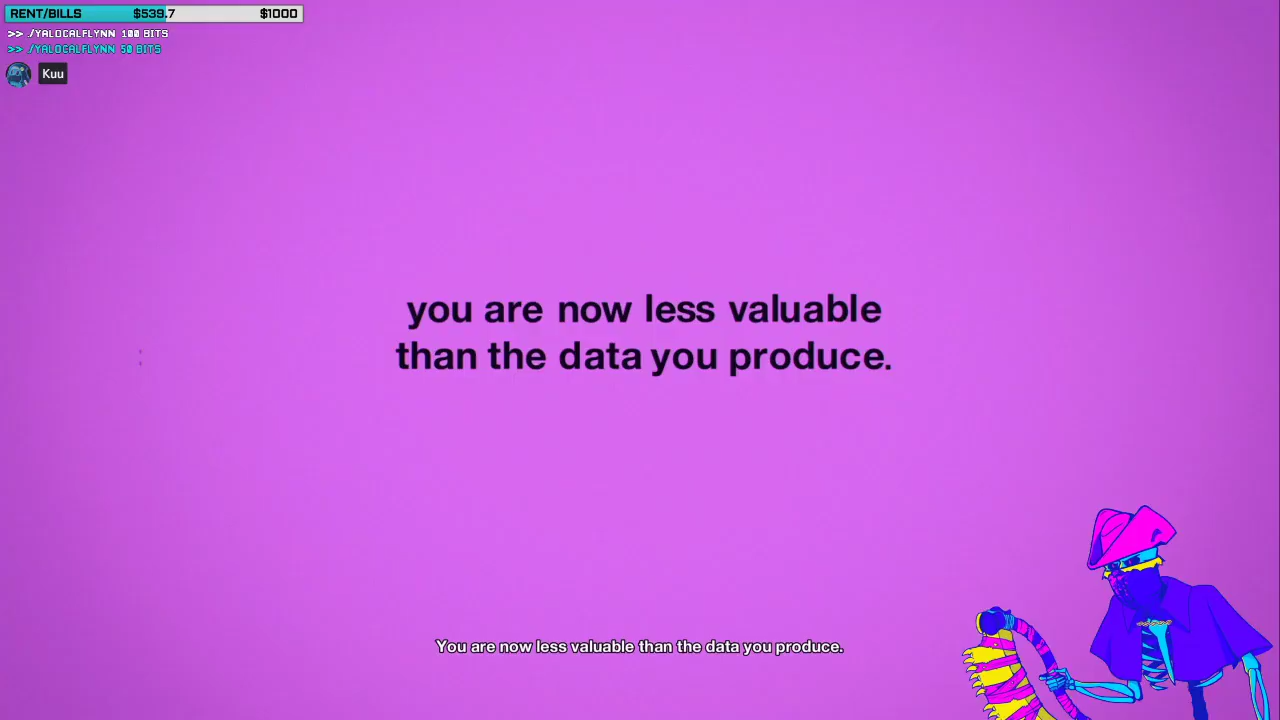 RENT/BILLS $539.7 $1000
>> ./YALOCALFLYNN 100 BITS
>> ./YALOCALFLYNN 50 BITS
Kuu
you are now less valuable
than the data you produce.
You are now less valuable than the data you produce.